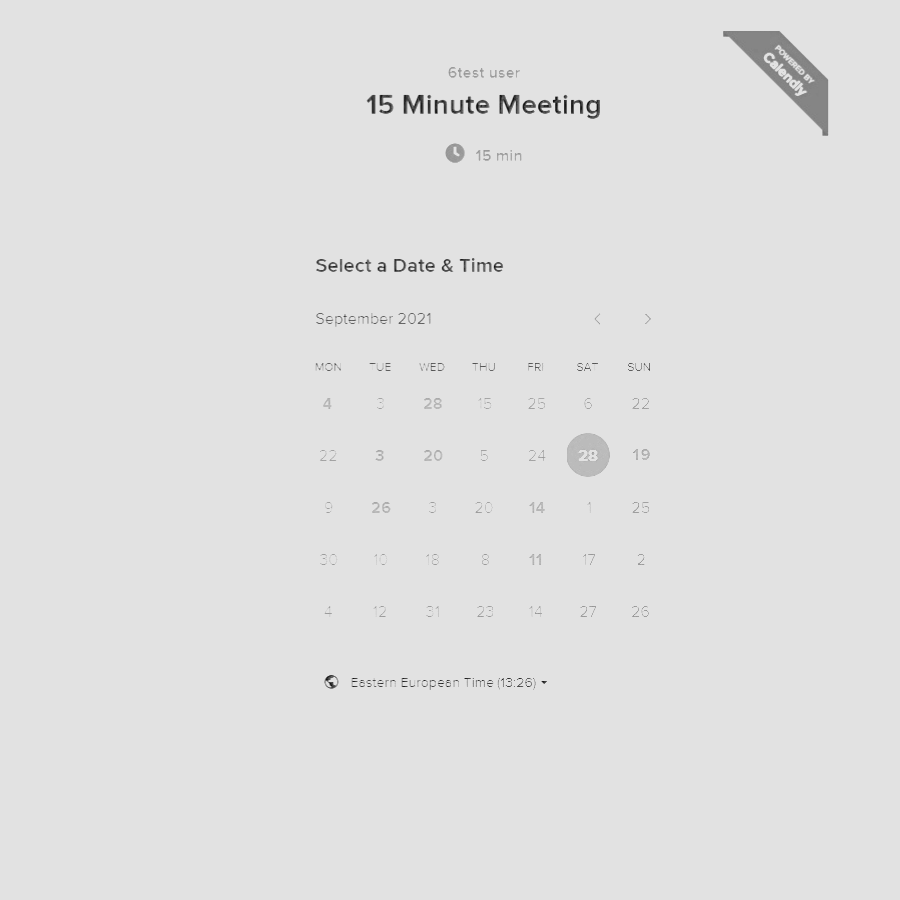 POWERED BY
Calendly
6test user
15 Minute Meeting
15 min
Select a Date & Time
September 2021
MON TUE WED THU FRI SAT SUN
4 3 28 15 25 6 22
22 3 20 5 24 28 19
9 26 3 20 14 1 25
30 10 18 8 11 17 2
4 12 31 23 14 27 26
Eastern European Time (13:26)